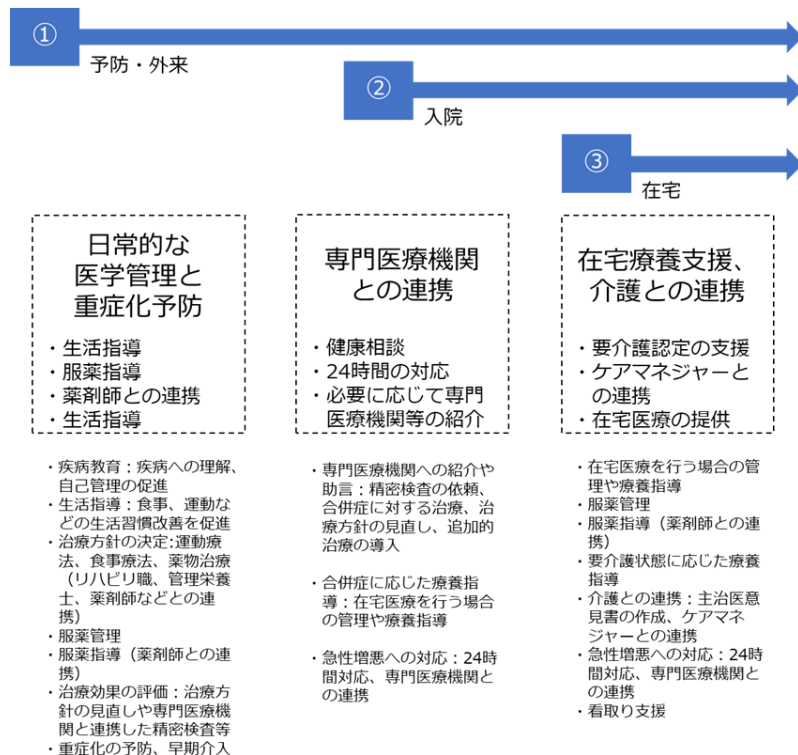 ①
予防・外来
②
入院
③
在宅
日常的な
医学管理と
重症化予防
・生活指導
・服薬指導
・薬剤師との連携
・生活指導
専門医療機関
との連携
・健康相談
・24時間の対応
・必要に応じて専門
医療機関等の紹介
在宅療養支援、
介護との連携
・要介護認定の支援
・ケアマネジャーと
の連携
・在宅医療の提供
・疾病教育：疾病への理解、
自己管理の促進
・生活指導：食事、運動な
どの生活習慣改善を促進
・治療方針の決定:運動療
法、食事療法、薬物治療
（リハビリ職、管理栄養
士、薬剤師などとの連
携）
・服薬管理
・服薬指導（薬剤師との連
携）
・治療効果の評価：治療方
針の見直しや専門医療機
関と連携した精密検査等
・重症化の予防、早期介入
・専門医療機関への紹介や
助言：精密検査の依頼、
合併症に対する治療、治
療方針の見直し、追加的
治療の導入
・合併症に応じた療養指
導：在宅医療を行う場合
の管理や療養指導
・急性増悪への対応：24時
間対応、専門医療機関と
の連携
・在宅医療を行う場合の管
理や療養指導
・服薬管理
・服薬指導（薬剤師との連
携）
・要介護状態に応じた療養
指導
・介護との連携：主治医意
見書の作成、ケアマネ
ジャーとの連携
・急性増悪への対応：24時
間対応、専門医療機関と
の連携
・看取り支援